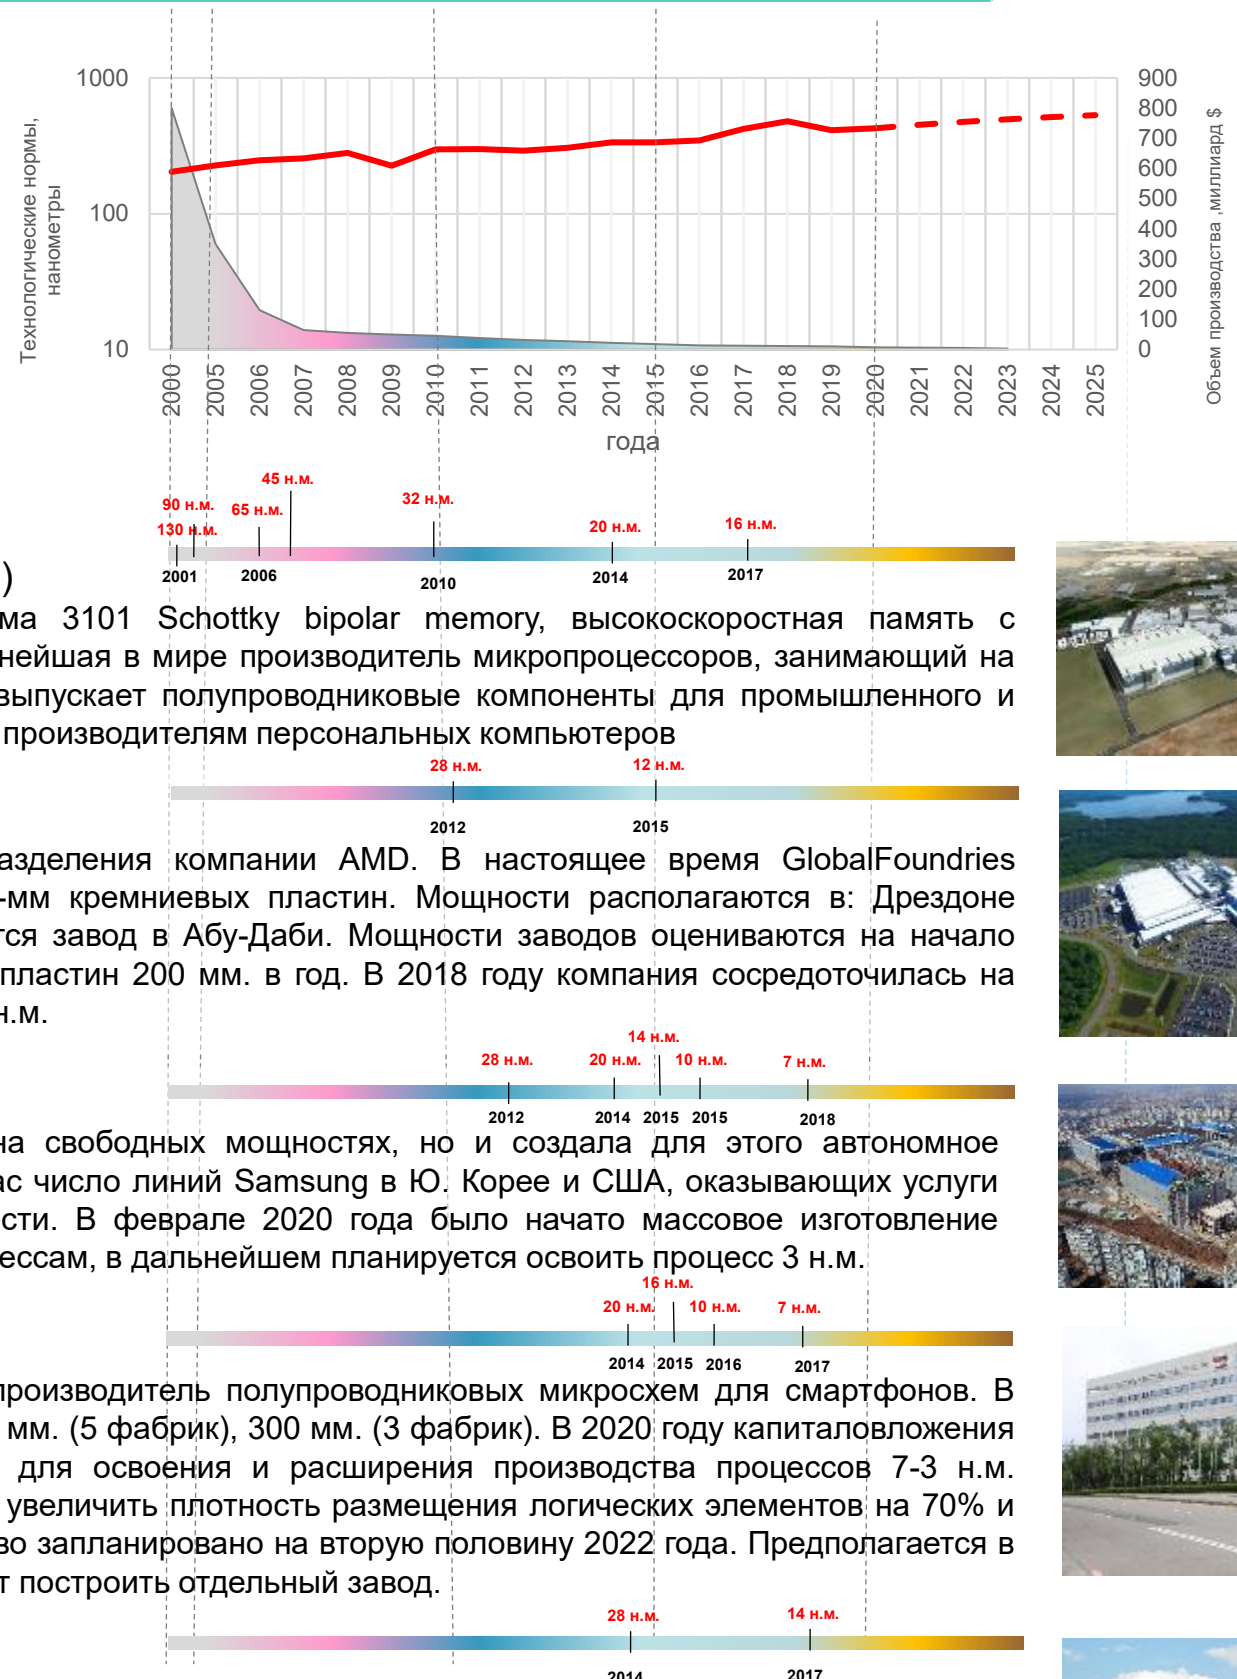 1000
100
10
Технологические нормы,
нанометры
900
800
700
600
500
400
300
200
100
0
Объем производства ,миллиард $
2000 2005 2006 2007 2008 2009 2010 2011 2012 2013 2014 2015 2016 2017 2018 2019 2020 2021 2022 2023 2024 2025
года
45 н.м.
90 н.м. 65 н.м. 32 н.м.
130 н.м. 20 н.м. 16 н.м.
2001 2006 2010 2014 2017
)
ма 3101 Schottky bipolar memory, высокоскоростная память с
нейшая в мире производитель микропроцессоров, занимающий на
выпускает полупроводниковые компоненты для промышленного и
производителям персональных компьютеров
28 н.м. 12 н.м.
2012 2015
азделения компании AMD. В настоящее время GlobalFoundries
-мм кремниевых пластин. Мощности располагаются в: Дрездоне
тся завод в Абу-Даби. Мощности заводов оцениваются на начало
пластин 200 мм. в год. В 2018 году компания сосредоточилась на
н.м.
14 н.м.
28 н.м. 20 н.м. 10 н.м. 7 н.м.
2012 2014 2015 2015 2018
на свободных мощностях, но и создала для этого автономное
ас число линий Samsung в Ю. Корее и США, оказывающих услуги
сти. В феврале 2020 года было начато массовое изготовление
ессам, в дальнейшем планируется освоить процесс 3 н.м.
16 н.м.
20 н.м. 10 н.м. 7 н.м.
2014 2015 2016 2017
производитель полупроводниковых микросхем для смартфонов. В
мм. (5 фабрик), 300 мм. (3 фабрик). В 2020 году капиталовложения
для освоения и расширения производства процессов 7-3 н.м.
увеличить плотность размещения логических элементов на 70% и
во запланировано на вторую половину 2022 года. Предполагается в
т построить отдельный завод.
28 н.м. 14 н.м.
2014 2017